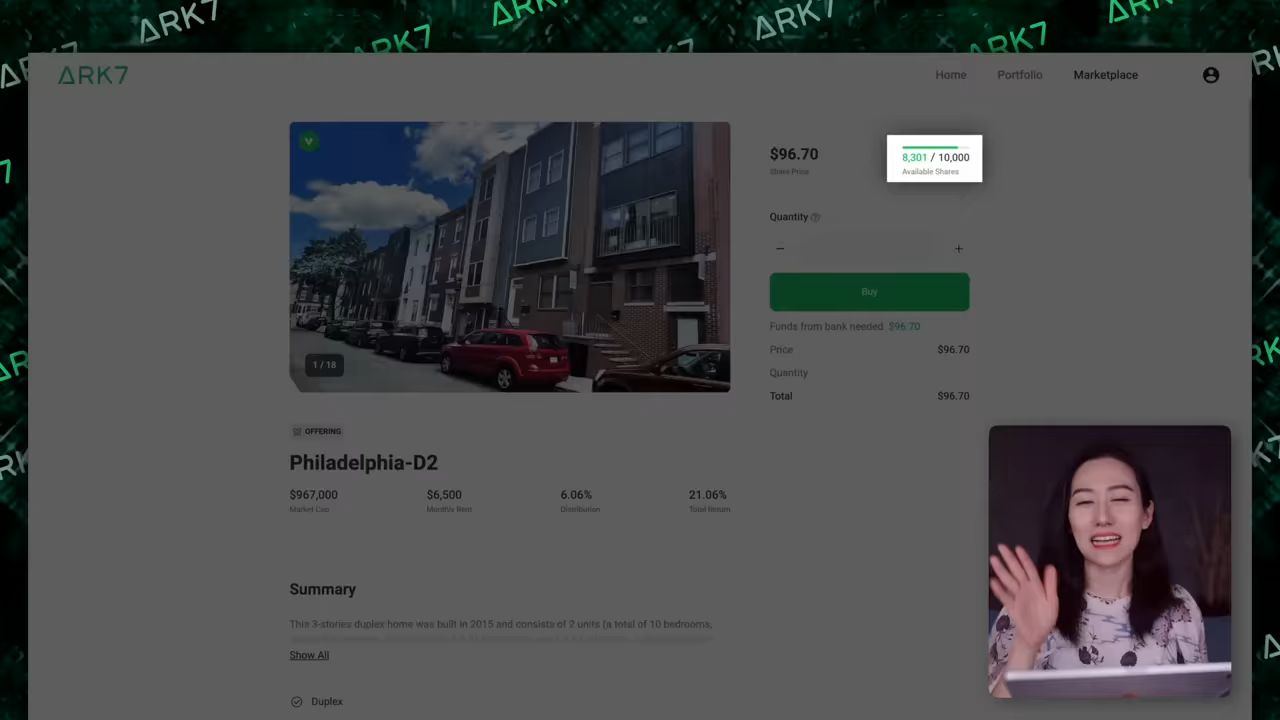 ARK7
ARK7
ARK7
ARK7
ARK7
ARK7
Home
Portfolio
Marketplace
$96.70
Share Price
8,301 / 10,000
Available Shares
Quantity
Buy
Funds from bank needed $96.70
Price $96.70
Quantity
Total $96.70
1 / 18
OFFERING
Philadelphia-D2
$967,000
Market Cap
$6,500
Monthly Rent
6.06%
Distribution
21.06%
Total Return
Summary
This 3-stories duplex home was built in 2015 and consists of 2 units (a total of 10 bedrooms,
Show All
Duplex